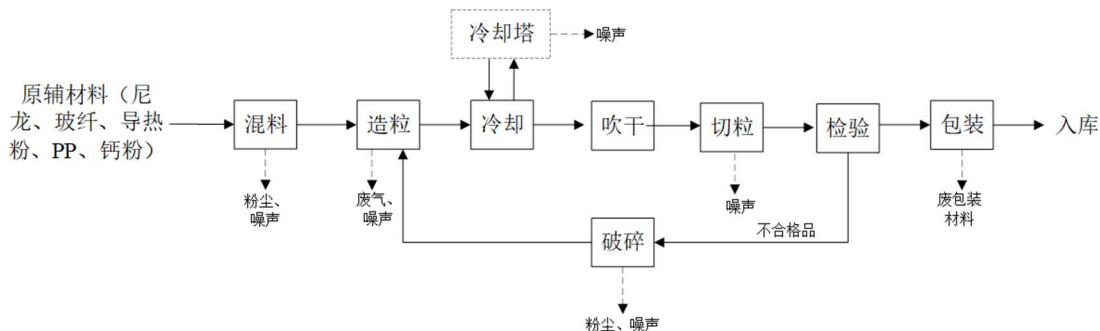 冷却塔
噪声
原辅材料（尼
龙、玻纤、导热
粉、PP、钙粉）
混料
造粒
冷却
吹干
切粒
检验
包装
入库
粉尘、
噪声
废气、
噪声
噪声
废包装
材料
不合格品
破碎
粉尘、噪声